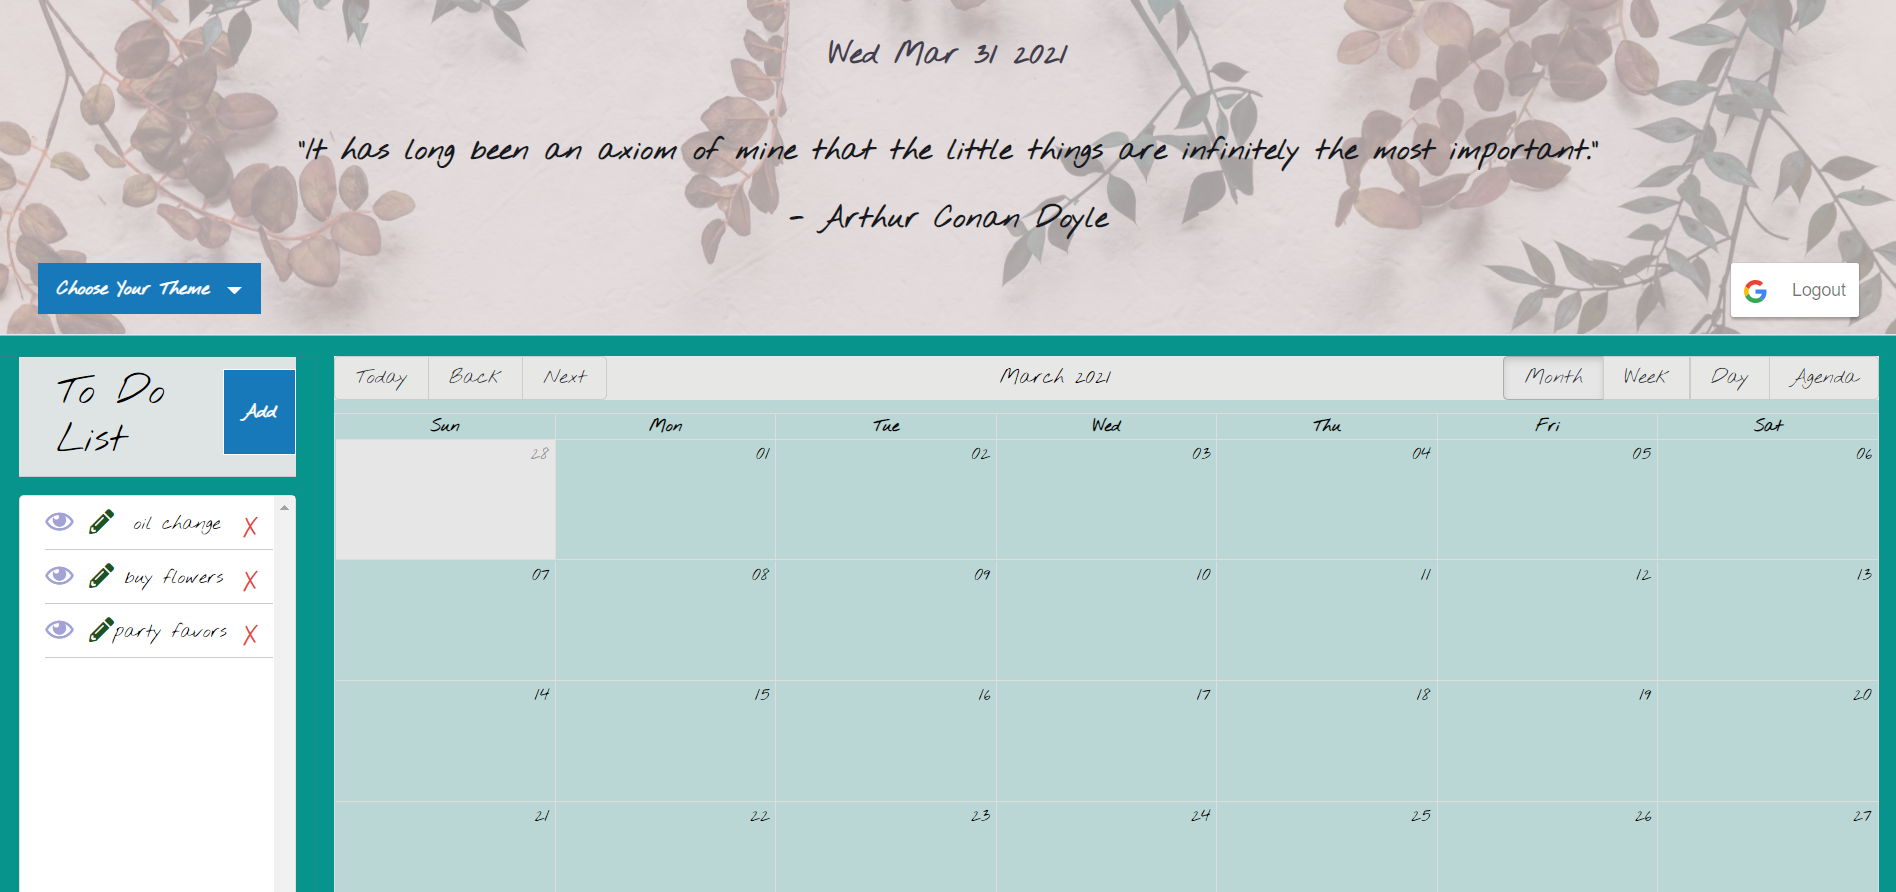 Wed Mar 31 2021
"It has long been an axiom of mine that the little things are infinitely the most important."
- Arthur Conan Doyle
Choose Your Theme
Logout
To Do
List
Add
oil change X
buy flowers X
party favors X
Today Back Next March 2021 Month Week Day Agenda
Sun Mon Tue Wed Thu Fri Sat
28 01 02 03 04 05 06
07 08 09 10 11 12 13
14 15 16 17 18 19 20
21 22 23 24 25 26 27